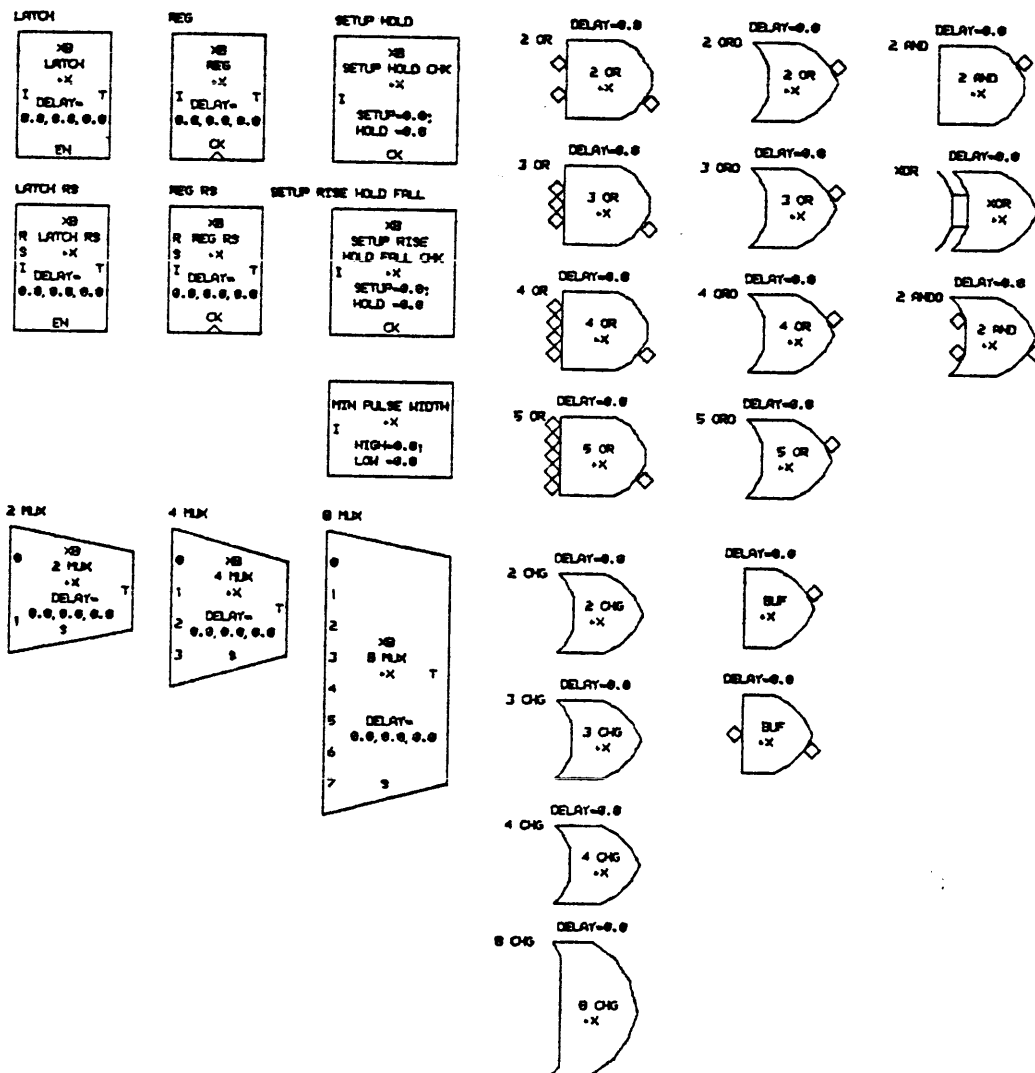 LATCH
XB
LATCH
+X
I T
DELAY=
0.0,0.0,0.0
EN
REG
XB
REG
+X
I T
DELAY=
0.0,0.0,0.0
CK
SETUP HOLD
XB
SETUP HOLD CHK
+X
I
SETUP=0.0;
HOLD =0.0
CK
LATCH RS
XB
R LATCH RS
S +X
I T
DELAY=
0.0,0.0,0.0
EN
REG RS
XB
R REG RS
S +X
I T
DELAY=
0.0,0.0,0.0
CK
SETUP RISE HOLD FALL
XB
SETUP RISE
HOLD FALL CHK
I +X
SETUP=0.0;
HOLD =0.0
CK
MIN PULSE WIDTH
+X
I
HIGH=0.0;
LOW =0.0
2 MUX
0
XB
2 MUX
+X
T
DELAY=
0.0,0.0,0.0
1
S
4 MUX
0
XB
4 MUX
1
+X
T
DELAY=
2
0.0,0.0,0.0
3
S
8 MUX
0
1
2
XB
3
8 MUX
+X
T
4
DELAY=
5
0.0,0.0,0.0
6
7
S
DELAY=0.0
2 OR
2 OR
+X
DELAY=0.0
3 OR
3 OR
+X
DELAY=0.0
4 OR
4 OR
+X
DELAY=0.0
5 OR
5 OR
+X
DELAY=0.0
2 ORO
2 OR
+X
DELAY=0.0
3 ORO
3 OR
+X
DELAY=0.0
4 ORO
4 OR
+X
DELAY=0.0
5 ORO
5 OR
+X
DELAY=0.0
2 AND
2 AND
+X
DELAY=0.0
XOR
XOR
+X
DELAY=0.0
2 ANDO
2 AND
+X
DELAY=0.0
2 CHG
2 CHG
+X
DELAY=0.0
3 CHG
3 CHG
+X
DELAY=0.0
4 CHG
4 CHG
+X
DELAY=0.0
8 CHG
8 CHG
+X
DELAY=0.0
BUF
+X
DELAY=0.0
BUF
+X